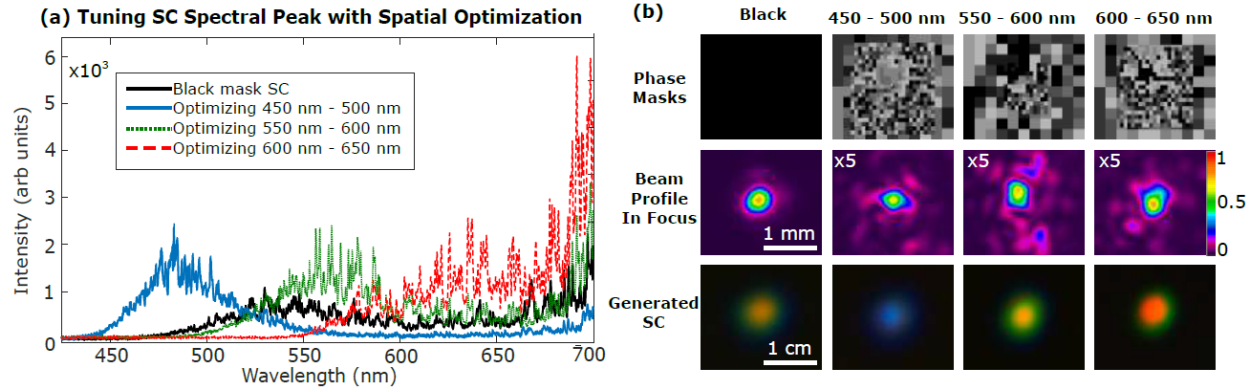 (a) Tuning SC Spectral Peak with Spatial Optimization
Intensity (arb units)
x10³
6
5
4
3
2
1
0
450
500
550
600
650
700
Wavelength (nm)
Black mask SC
Optimizing 450 nm - 500 nm
Optimizing 550 nm - 600 nm
Optimizing 600 nm - 650 nm
(b)
Black
450 - 500 nm
550 - 600 nm
600 - 650 nm
Phase
Masks
Beam
Profile
In Focus
1 mm
x5
x5
x5
1
0.5
0
Generated
SC
1 cm